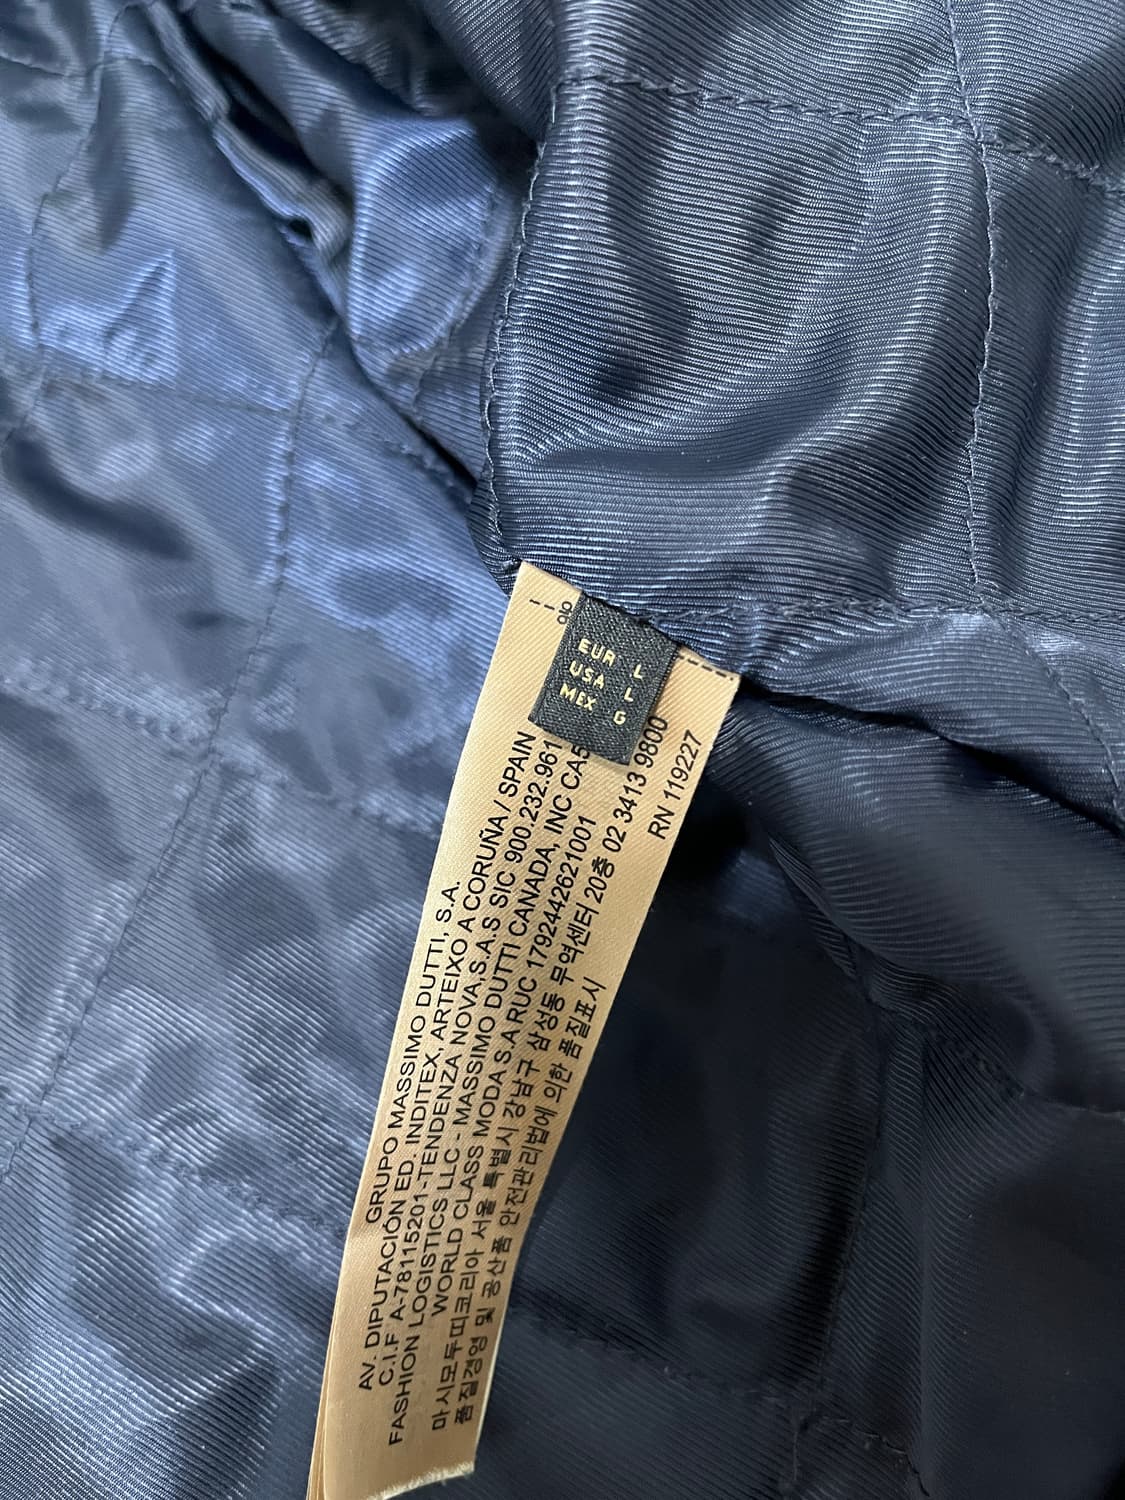 EUR L
USA L
MEX G
GRUPO MASSIMO DUTTI, S.A.
AV. DIPUTACIÓN ED. INDITEX, ARTEIXO A CORUÑA / SPAIN
C.I.F A-78115201-TENDENZA NOVA,S.A.S SIC 900.232.961
FASHION LOGISTICS LLC - MASSIMO DUTTI CANADA, INC CA5
WORLD CLASS MODA S.A RUC 1792442621001
마시모두띠코리아 서울 특별시 강남구 삼성동 무역센터 20층 02 3413 9800
품질경영 및 공산품 안전관리법에 의한 품질표시
RN 119227